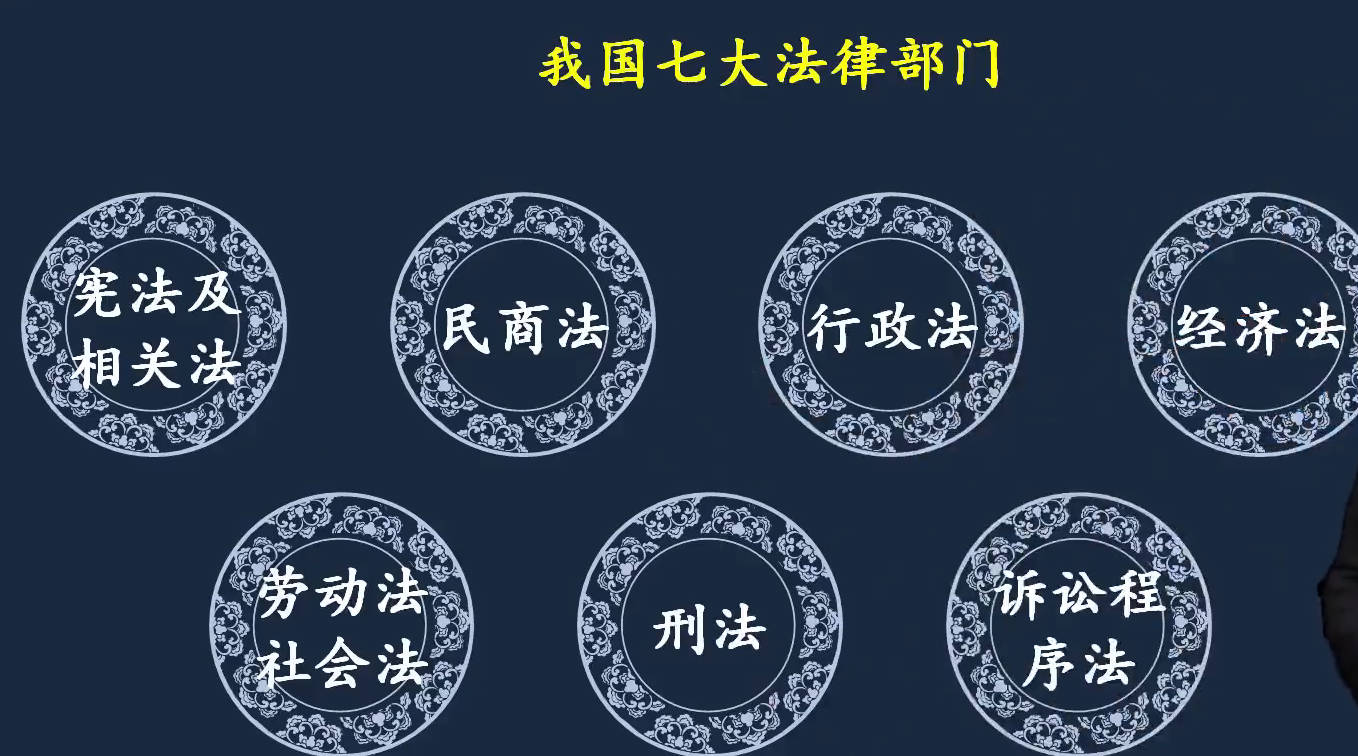 我国七大法律部门
宪法及
相关法
民商法
行政法
经济法
劳动法
社会法
刑法
诉讼程
序法